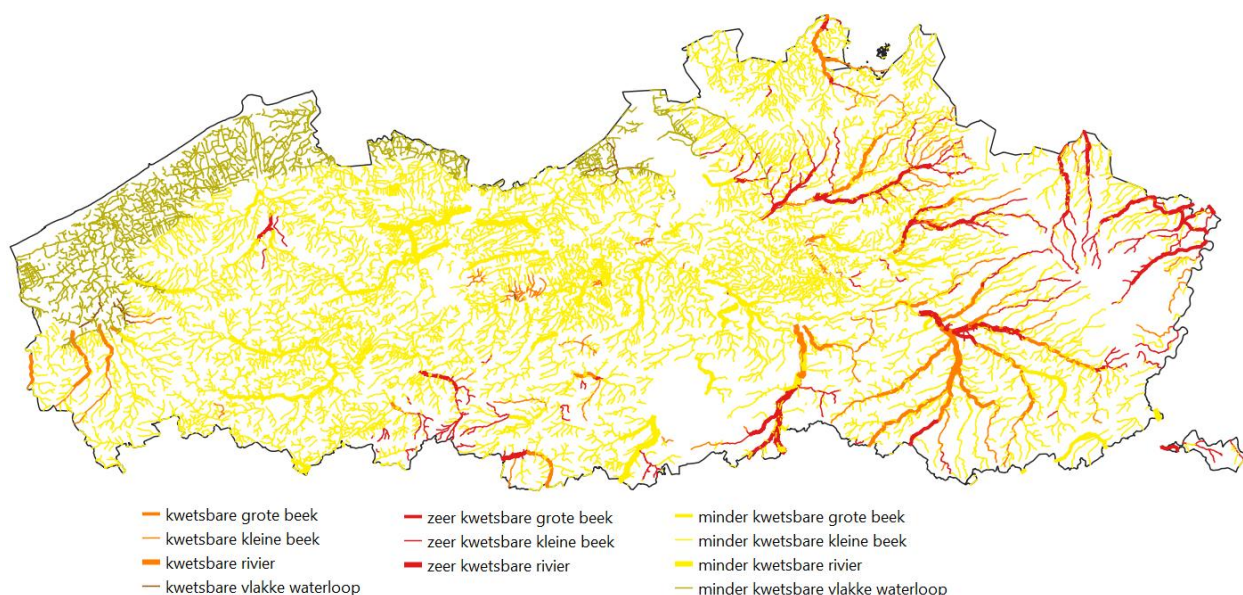 kwetsbare grote beek
kwetsbare kleine beek
kwetsbare rivier
kwetsbare vlakke waterloop
zeer kwetsbare grote beek
zeer kwetsbare kleine beek
zeer kwetsbare rivier
minder kwetsbare grote beek
minder kwetsbare kleine beek
minder kwetsbare rivier
minder kwetsbare vlakke waterloop